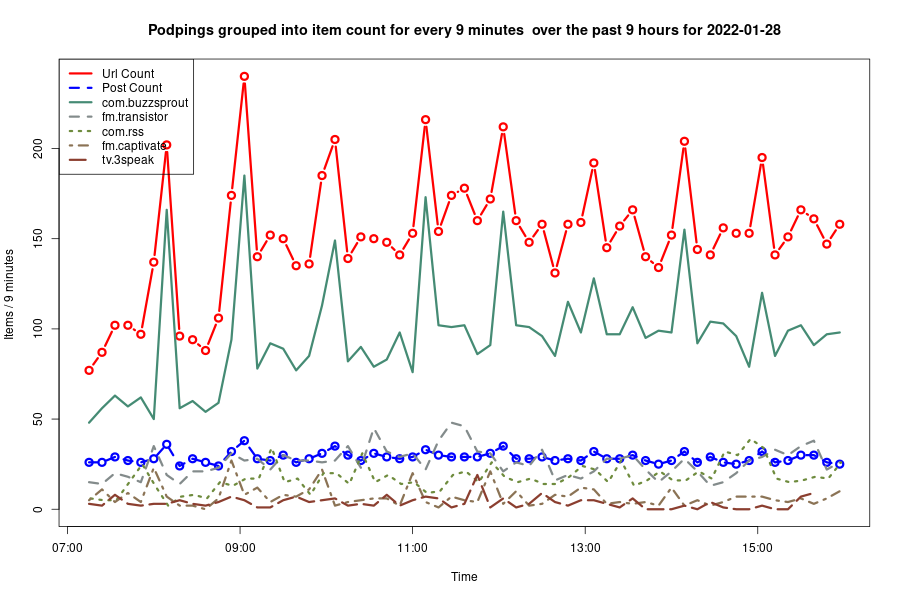 Podpings grouped into item count for every 9 minutes  over the past 9 hours for 2022-01-28
Url Count
Post Count
com.buzzsprout
fm.transistor
com.rss
fm.captivate
tv.3speak
200
150
100
50
0
Items / 9 minutes
07:00 09:00 11:00 13:00 15:00
Time